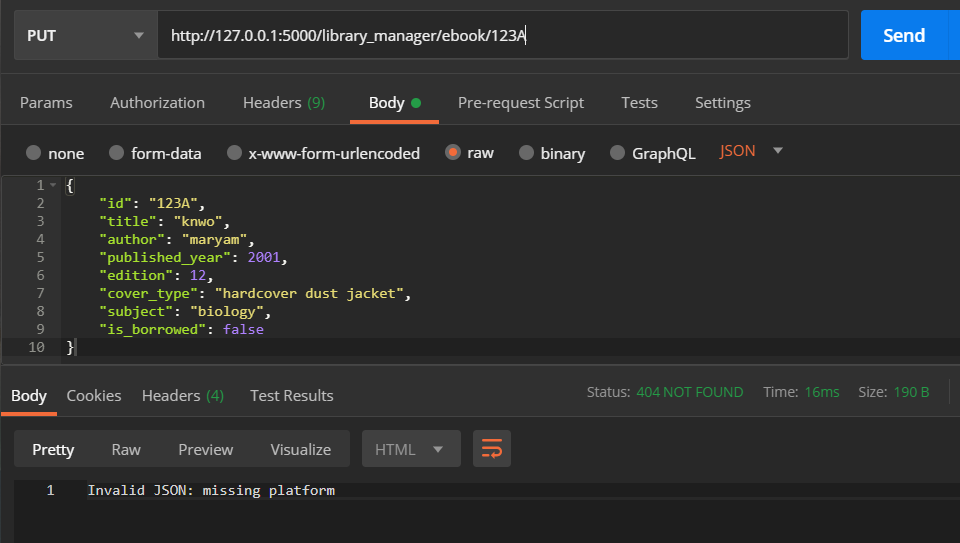 PUT http://127.0.0.1:5000/library_manager/ebook/123A Send
Params Authorization Headers (9) Body Pre-request Script Tests Settings
none form-data x-www-form-urlencoded raw binary GraphQL JSON
1 {
2 "id": "123A",
3 "title": "knwo",
4 "author": "maryam",
5 "published_year": 2001,
6 "edition": 12,
7 "cover_type": "hardcover dust jacket",
8 "subject": "biology",
9 "is_borrowed": false
10 }
Body Cookies Headers (4) Test Results Status: 404 NOT FOUND Time: 16ms Size: 190 B
Pretty Raw Preview Visualize HTML
1 Invalid JSON: missing platform